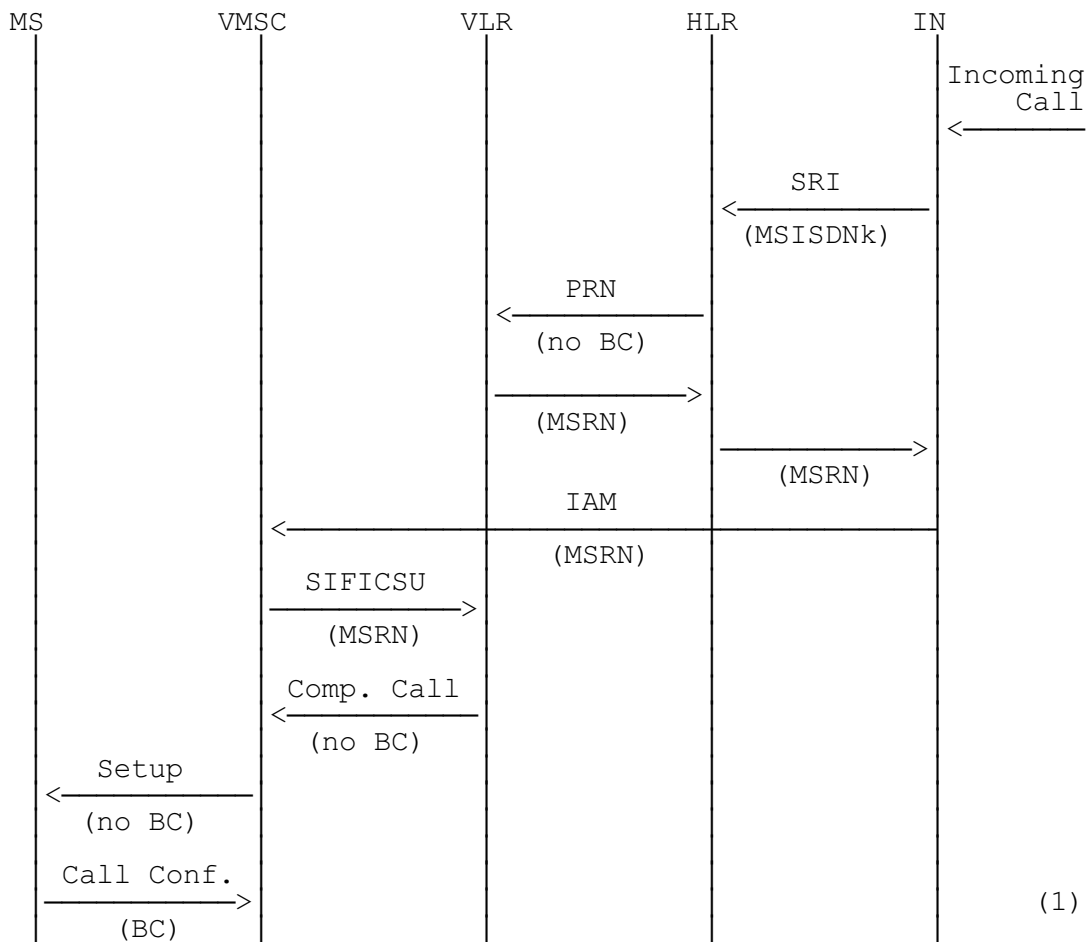 MS VMSC VLR HLR IN
Incoming
Call
SRI
(MSISDNk)
PRN
(no BC)
(MSRN)
(MSRN)
IAM
(MSRN)
SIFICSU
(MSRN)
Comp. Call
(no BC)
Setup
(no BC)
Call Conf.
(1)
(BC)